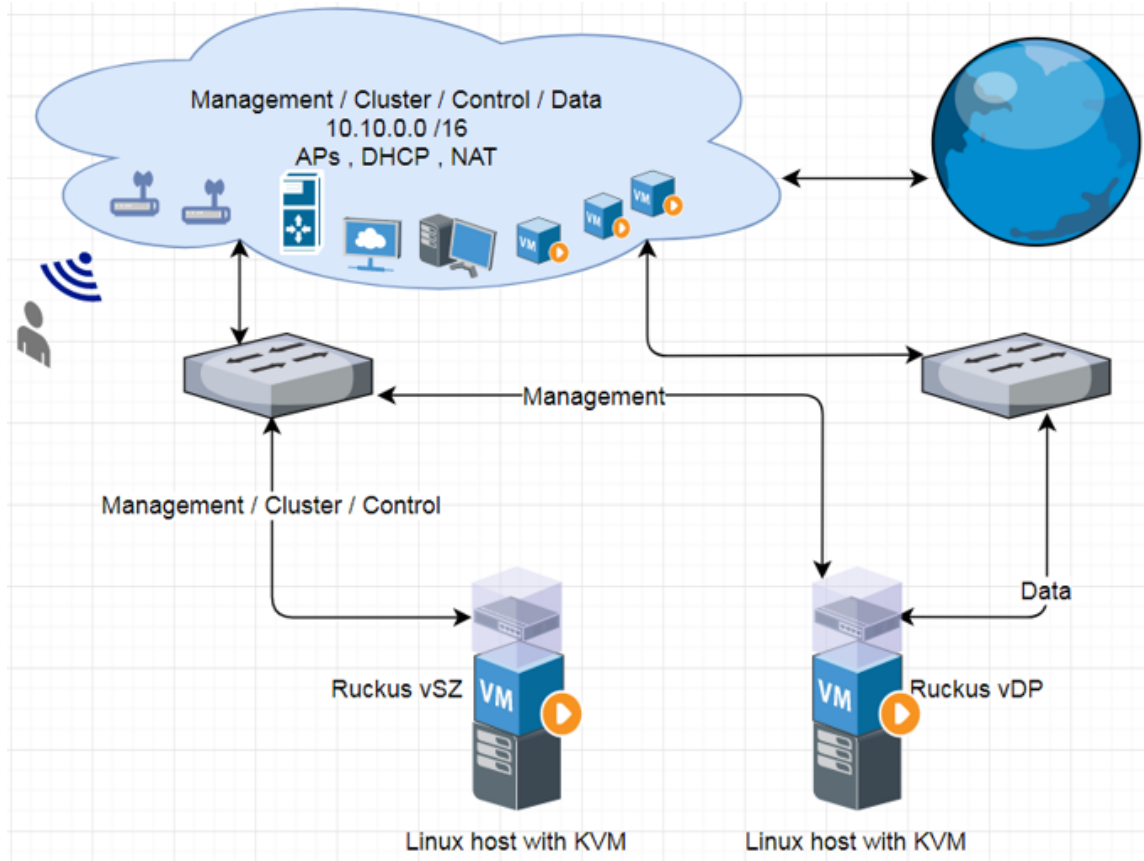 Management / Cluster / Control / Data
10.10.0.0 /16
APs , DHCP , NAT
VM
VM
VM
Management
Management / Cluster / Control
Data
Ruckus vSZ
VM
VM
Ruckus vDP
Linux host with KVM
Linux host with KVM